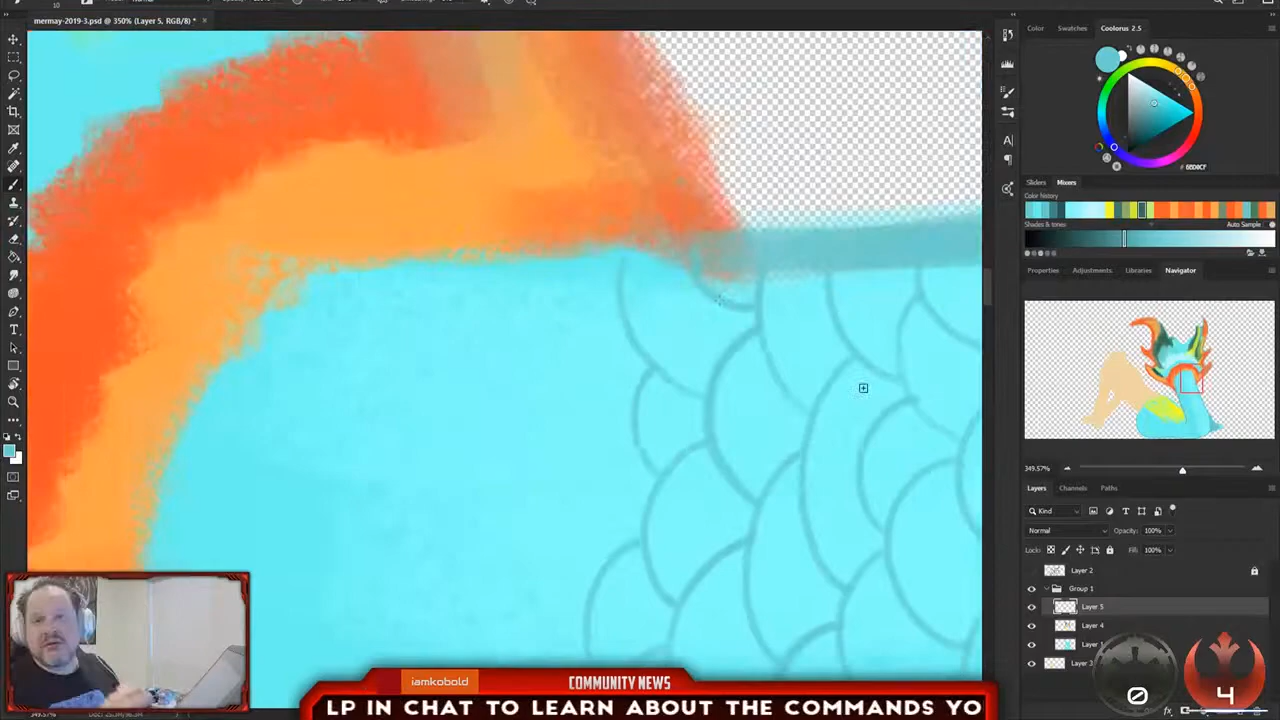 mermay-2019-3.psd @ 350% (Layer 5, RGB/8) *
Color Swatches Coolorus 2.5
Sliders Mixers
Color history
Shades & tones: Auto Sample
Properties Adjustments Libraries Navigator
349.57%
Layers Channels Paths
Kind
Normal Opacity: 100%
Lock: Fill: 100%
Layer 2
Group 1
Layer 5
Layer 4
Layer
Layer 3
0
4
iamkobold
COMMUNITY NEWS
LP IN CHAT TO LEARN ABOUT THE COMMANDS YO